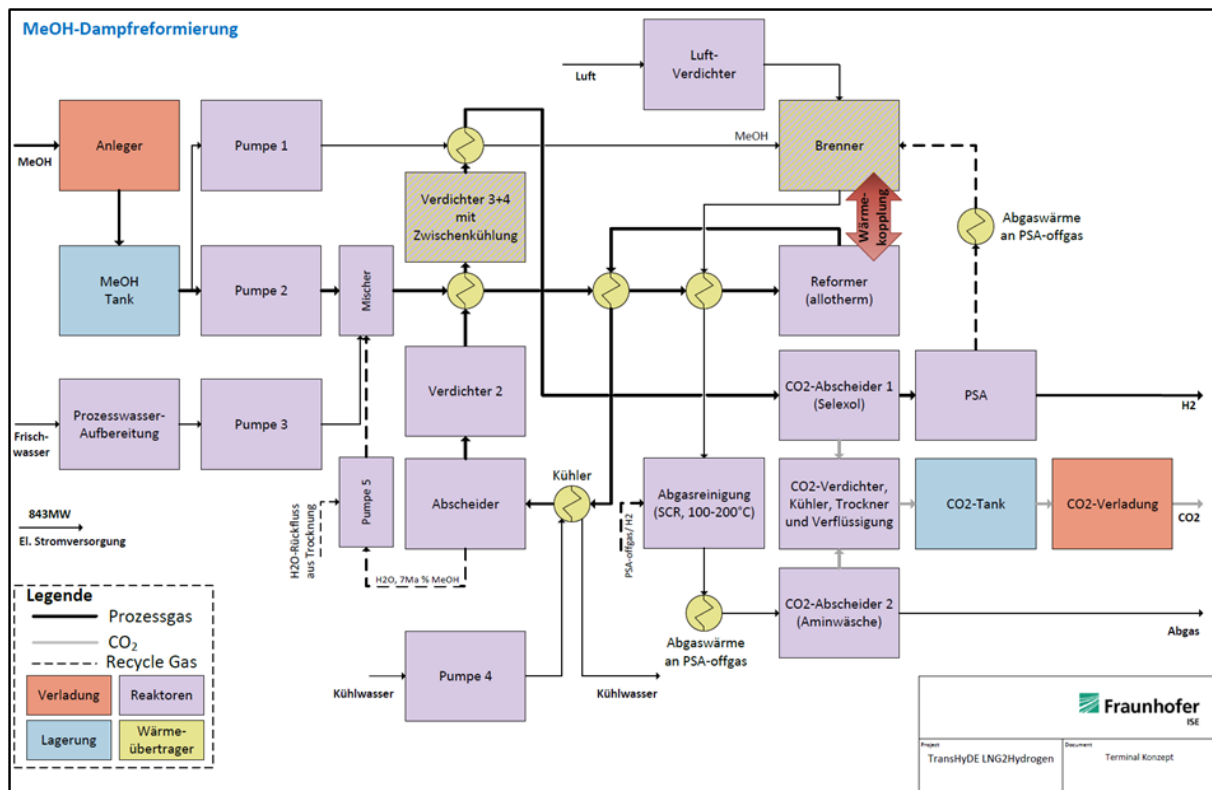 MeOH-Dampfreformierung
Luft
Luft-
Verdichter
MeOH
Anleger
Pumpe 1
MeOH
Brenner
Verdichter 3+4
mit
Zwischenkühlung
Wärme-
kopplung
Abgaswärme
an PSA-offgas
MeOH
Tank
Pumpe 2
Mischer
Reformer
(allotherm)
Verdichter 2
CO2-Abscheider 1
(Selexol)
PSA
H2
Frisch-
wasser
Prozesswasser-
Aufbereitung
Pumpe 3
843MW
El. Stromversorgung
H2O-Rückfluss
aus Trocknung
Pumpe 5
Abscheider
H2O, 7Ma % MeOH
Kühler
PSA-offgas/ H2
Abgasreinigung
(SCR, 100-200°C)
CO2-Verdichter,
Kühler, Trockner
und Verflüssigung
CO2-Tank
CO2-Verladung
CO2
Abgaswärme
an PSA-offgas
CO2-Abscheider 2
(Aminwäsche)
Abgas
Kühlwasser
Pumpe 4
Kühlwasser
Legende
Prozessgas
CO₂
Recycle Gas
Verladung
Reaktoren
Lagerung
Wärme-
übertrager
Fraunhofer
ISE
Project
TransHyDE LNG2Hydrogen
Document
Terminal Konzept